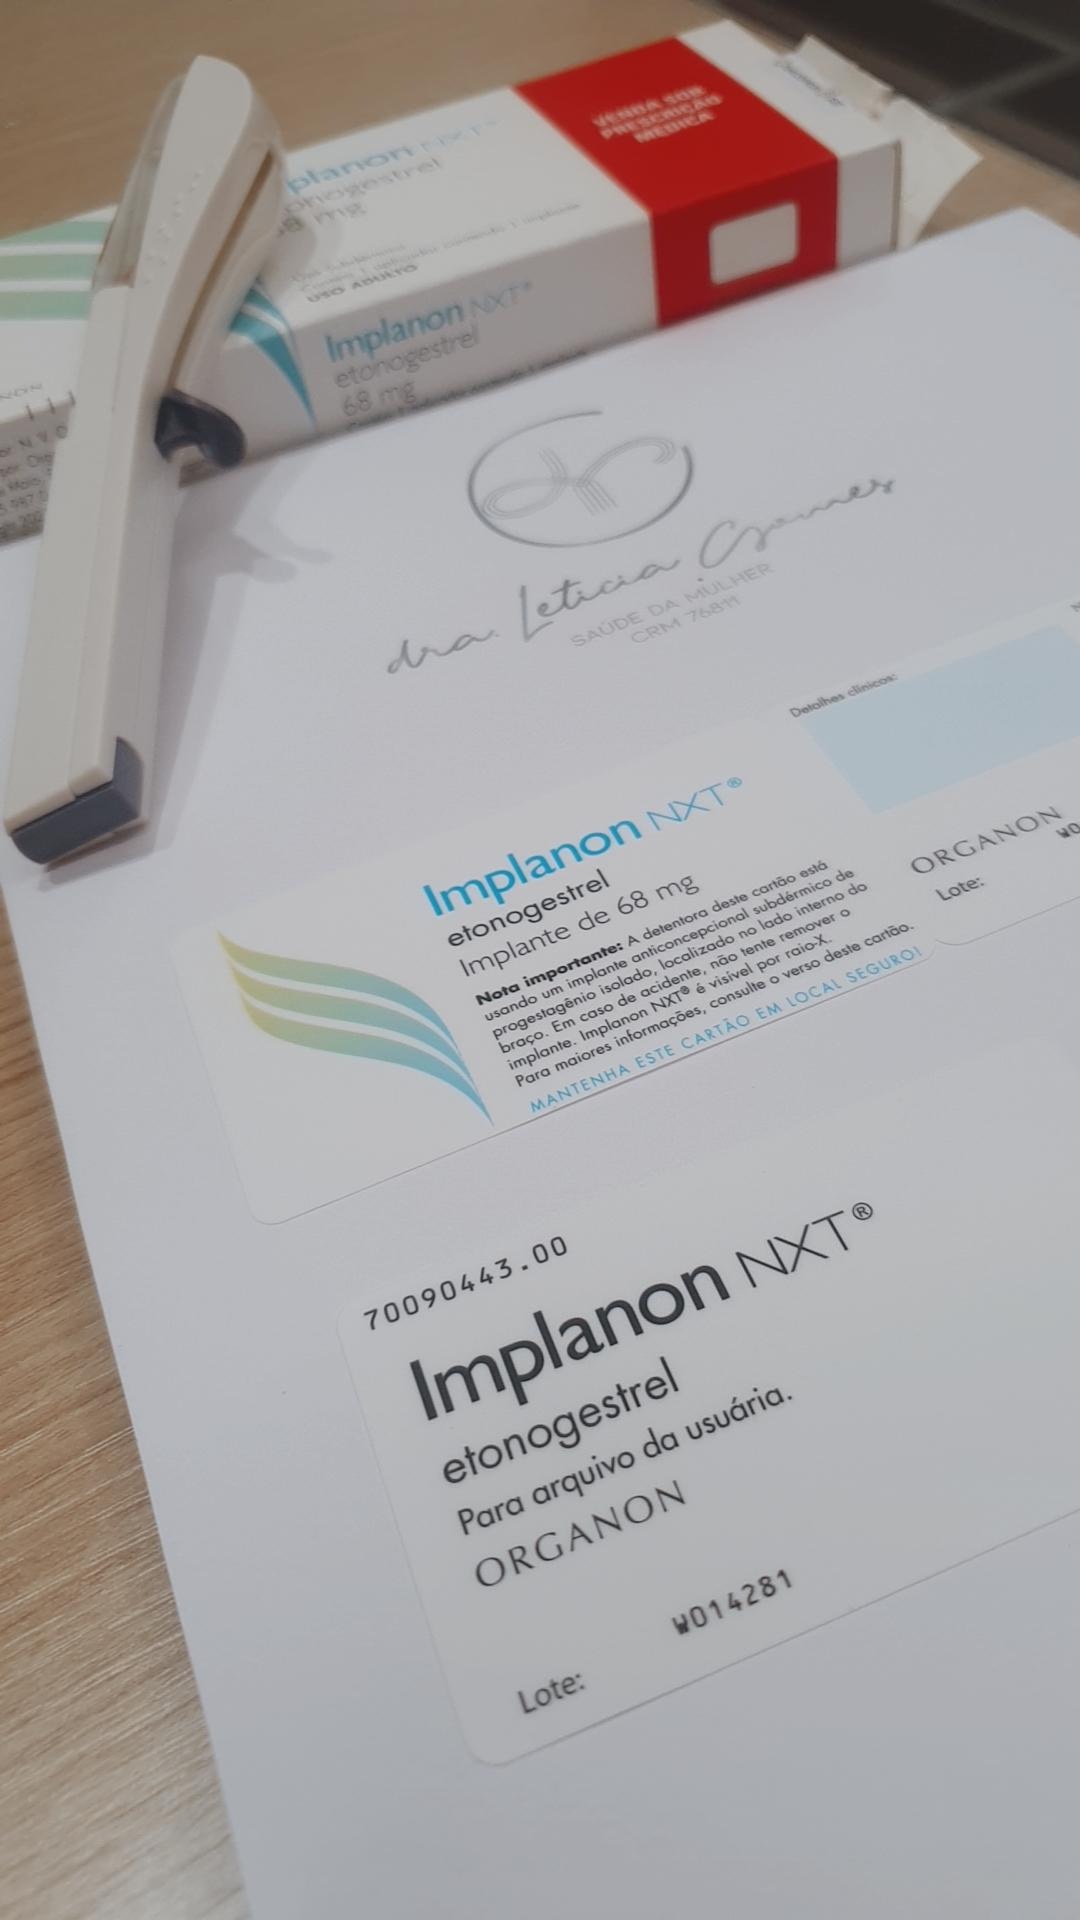 VENDA SOB
PRESCRIÇÃO
MÉDICA
planon NXT
onogestrel
68 mg
USO ADULTO
Implanon NXT®
etonogestrel
68 mg
dra. Leticia Gomes
SAÚDE DA MULHER
CRM 76811
Detalhes clínicos:
Implanon NXT®
etonogestrel
Implante de 68 mg
Nota importante: A detentora deste cartão está
usando um implante anticoncepcional subdérmico de
progestagênio isolado, localizado no lado interno do
braço. Em caso de acidente, não tente remover o
implante. Implanon NXT® é visível por raio-X.
Para maiores informações, consulte o verso deste cartão.
MANTENHA ESTE CARTÃO EM LOCAL SEGURO!
ORGANON
W0
Lote:
70090443.00
Implanon NXT®
etonogestrel
Para arquivo da usuária.
ORGANON
W014281
Lote: